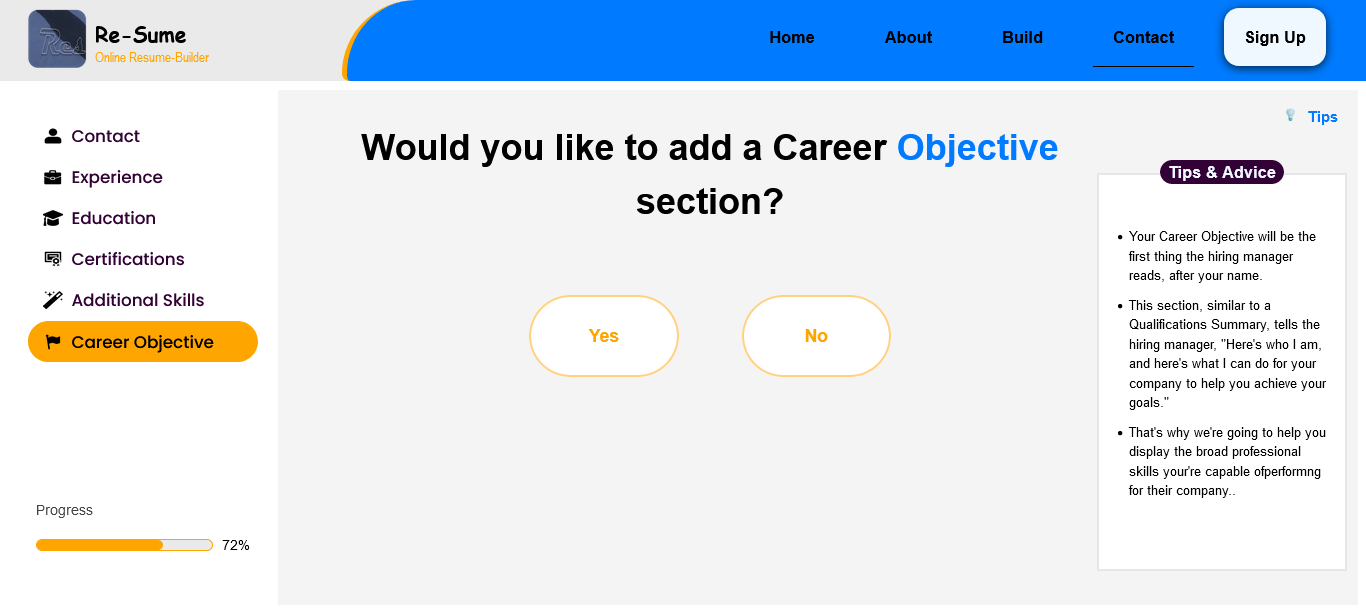 Res
Re-Sume
Online Resume-Builder
Home
About
Build
Contact
Sign Up
Contact
Experience
Education
Certifications
Additional Skills
Career Objective
Progress
72%
Would you like to add a Career Objective
section?
Yes
No
Tips
Tips & Advice
Your Career Objective will be the
first thing the hiring manager
reads, after your name.
This section, similar to a
Qualifications Summary, tells the
hiring manager, "Here's who I am,
and here's what I can do for your
company to help you achieve your
goals."
That's why we're going to help you
display the broad professional
skills your're capable ofperformng
for their company..